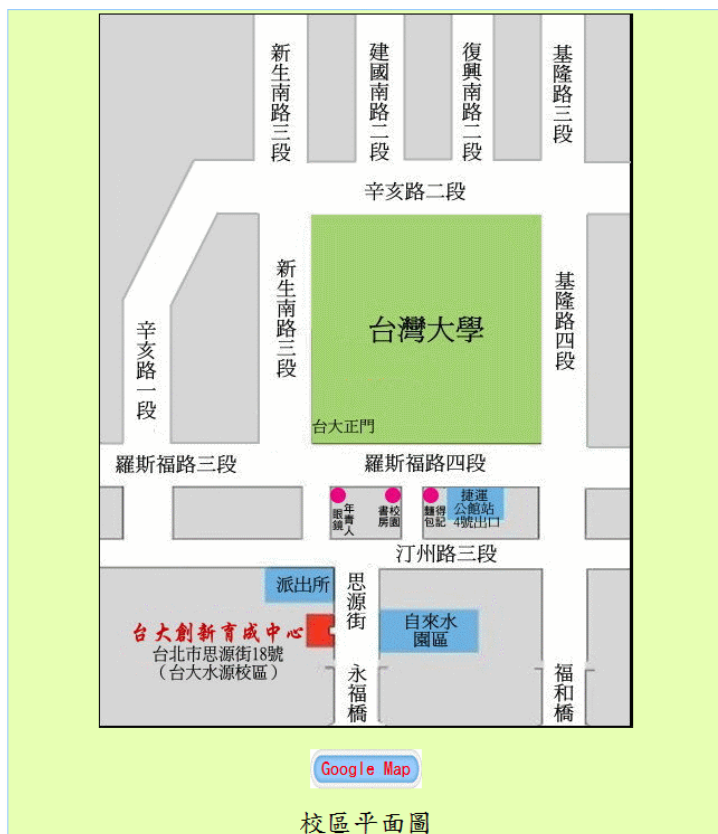 新生南路三段
建國南路二段
復興南路二段
基隆路三段
辛亥路二段
新生南路三段
基隆路四段
台灣大學
辛亥路一段
台大正門
羅斯福路三段
羅斯福路四段
年青人
眼鏡
校園
書房
得記
麵包
捷運
公館站
4號出口
汀州路三段
派出所
思源街
台大創新育成中心
台北市思源街18號
（台大水源校區）
自來水
園區
永福橋
福和橋
Google Map
校區平面圖